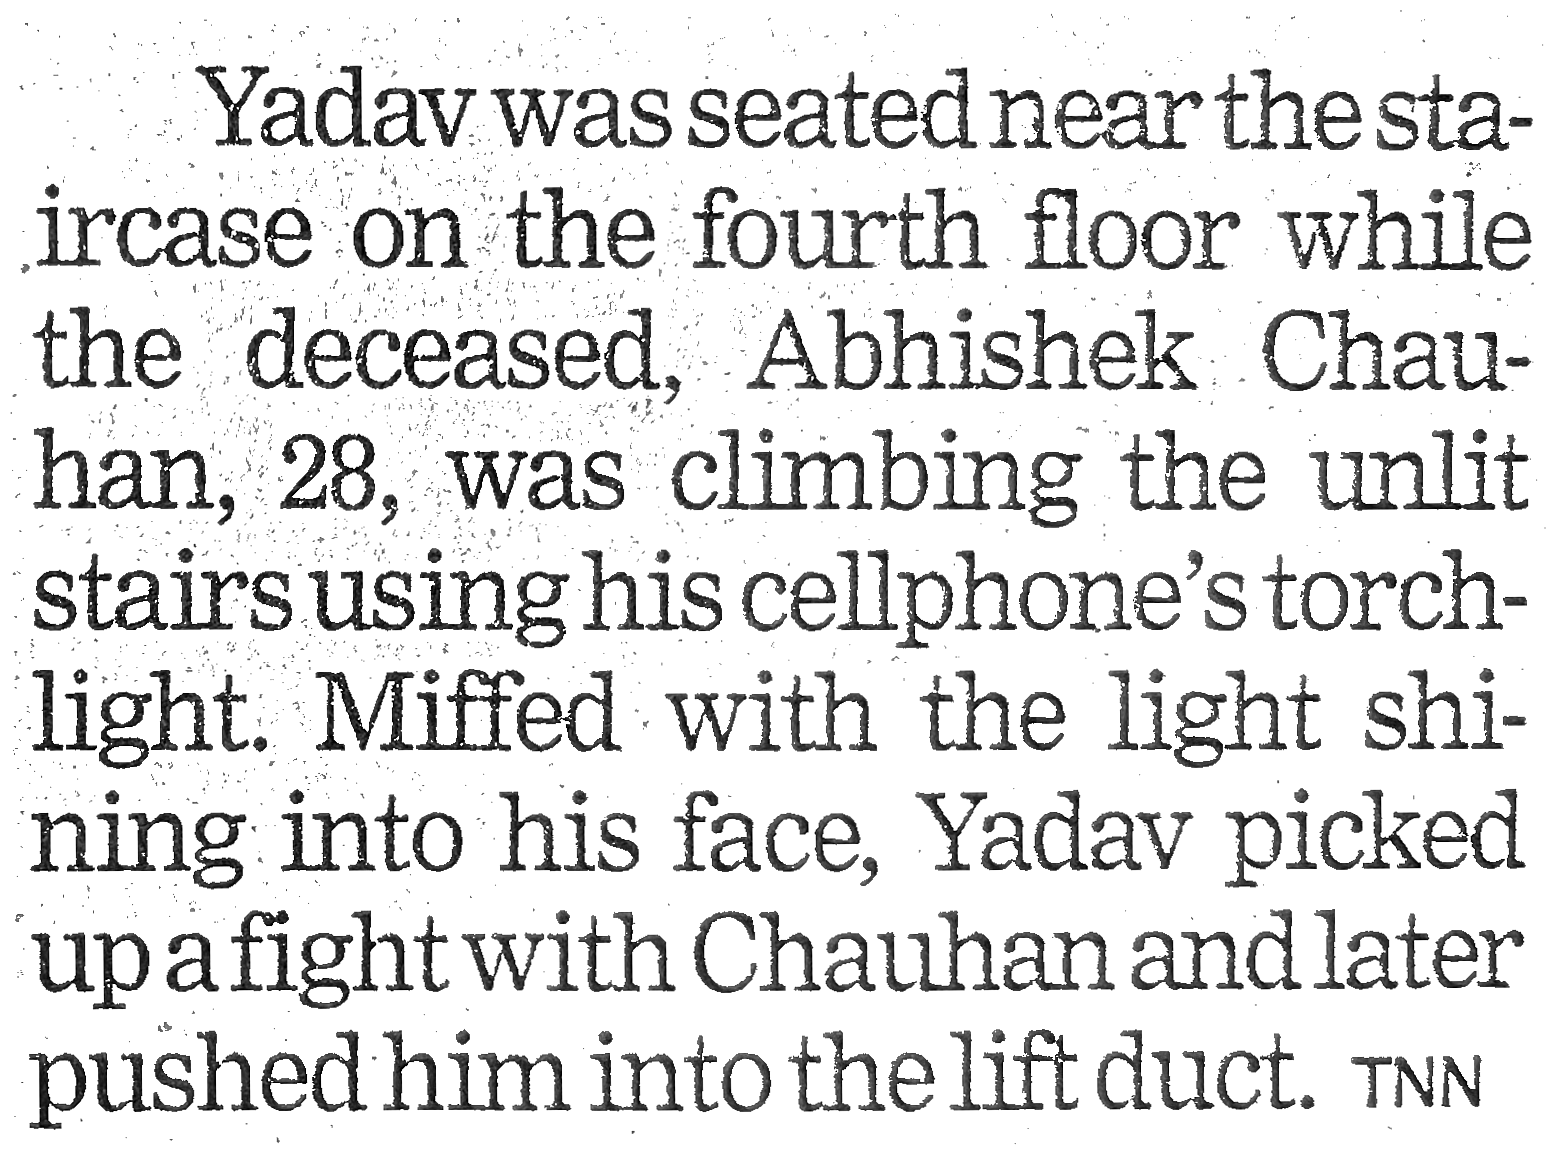 Yadav was seated near the sta-
ircase on the fourth floor while
the deceased, Abhishek Chau-
han, 28, was climbing the unlit
stairs using his cellphone’s torch-
light. Miffed with the light shi-
ning into his face, Yadav picked
up a fight with Chauhan and later
pushed him into the lift duct. TNN